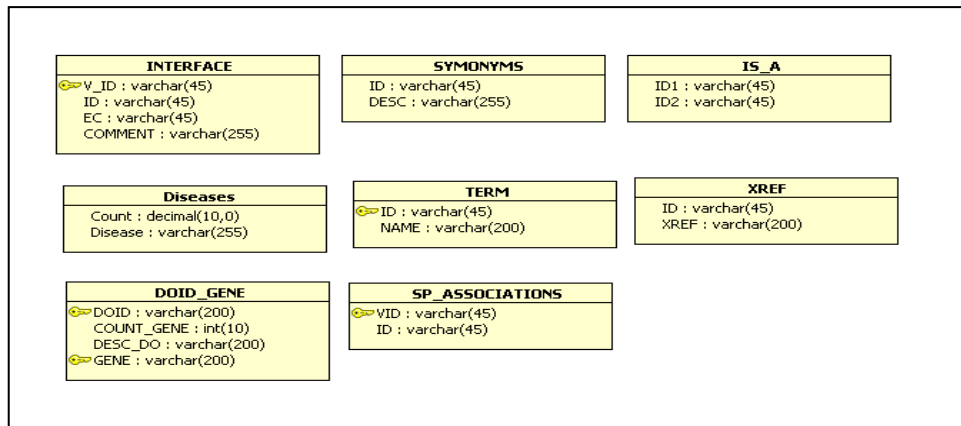 INTERFACE
V_ID : varchar(45)
ID : varchar(45)
EC : varchar(45)
COMMENT : varchar(255)
SYMONYMS
ID : varchar(45)
DESC : varchar(255)
IS_A
ID1 : varchar(45)
ID2 : varchar(45)
Diseases
Count : decimal(10,0)
Disease : varchar(255)
TERM
ID : varchar(45)
NAME : varchar(200)
XREF
ID : varchar(45)
XREF : varchar(200)
DOID_GENE
DOID : varchar(200)
COUNT_GENE : int(10)
DESC_DO : varchar(200)
GENE : varchar(200)
SP_ASSOCIATIONS
VID : varchar(45)
ID : varchar(45)